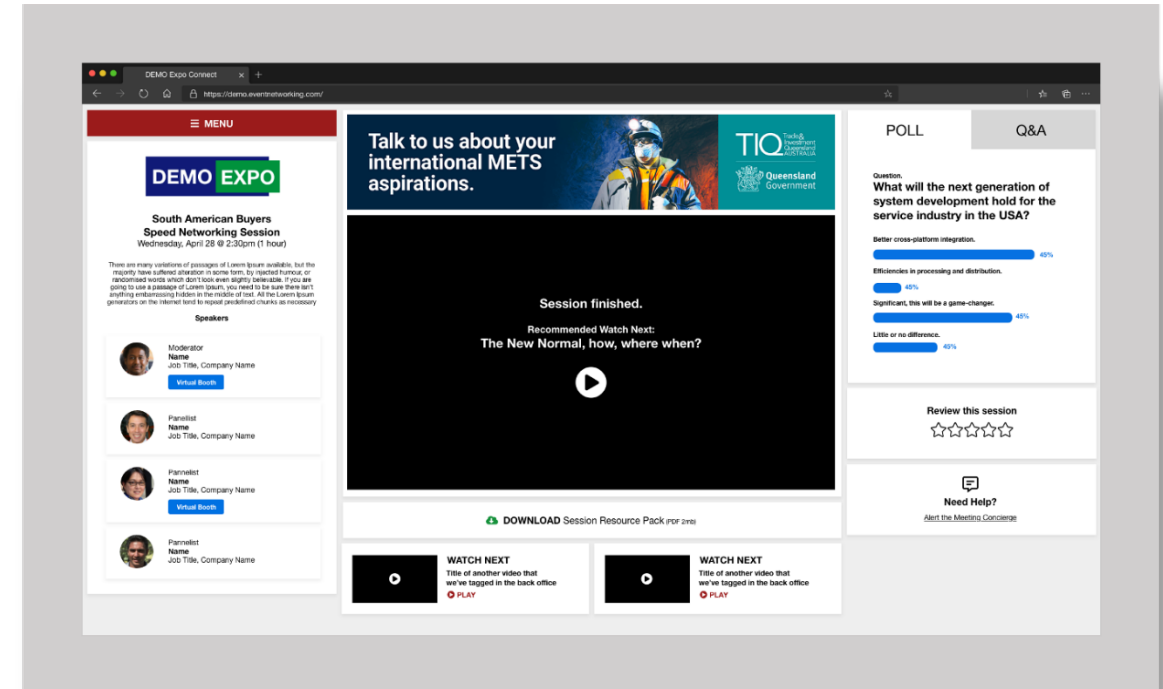 DEMO Expo Connect
https://demo.eventnetworking.com/
MENU
DEMO EXPO
South American Buyers
Speed Networking Session
Wednesday, April 28 @ 2:30pm (1 hour)
There are many variations of passages of Lorem Ipsum available, but the
majority have suffered alteration in some form, by injected humour, or
randomised words which don't look even slightly believable. If you are
going to use a passage of Lorem Ipsum, you need to be sure there isn't
anything embarrassing hidden in the middle of text. All the Lorem Ipsum
generators on the Internet tend to repeat predefined chunks as necessary
Speakers
Moderator
Name
Job Title, Company Name
Virtual Booth
Panellist
Name
Job Title, Company Name
Pannelist
Name
Job Title, Company Name
Virtual Booth
Pannelist
Name
Job Title, Company Name
Talk to us about your
international METS
aspirations.
TIQ
Trade &
Investment
Queensland
AUSTRALIA
Queensland
Government
Session finished.
Recommended Watch Next:
The New Normal, how, where when?
DOWNLOAD Session Resource Pack (PDF 2mb)
WATCH NEXT
Title of another video that
we've tagged in the back office
PLAY
WATCH NEXT
Title of another video that
we've tagged in the back office
PLAY
POLL
Q&A
Question.
What will the next generation of
system development hold for the
service industry in the USA?
Better cross-platform integration.
45%
Efficiencies in processing and distribution.
45%
Significant, this will be a game-changer.
45%
Little or no difference.
45%
Review this session
Need Help?
Alert the Meeting Concierge